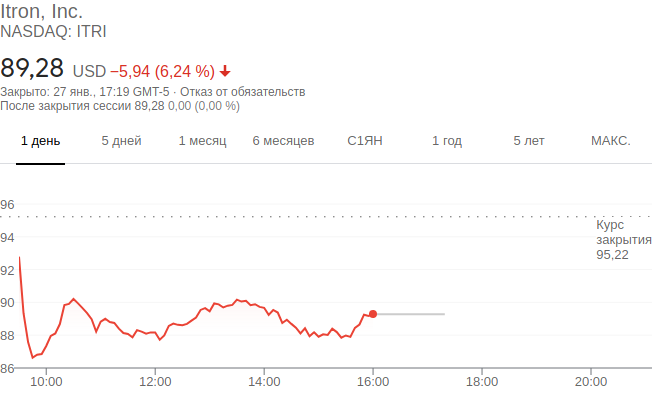 Itron, Inc.
NASDAQ: ITRI
89,28 USD −5,94 (6,24 %)
Закрыто: 27 янв., 17:19 GMT-5 · Отказ от обязательств
После закрытия сессии 89,28 0,00 (0,00 %)
1 день 5 дней 1 месяц 6 месяцев С1ЯН 1 год 5 лет МАКС.
96
Курс
закрытия
95,22
94
92
90
88
86
10:00 12:00 14:00 16:00 18:00 20:00